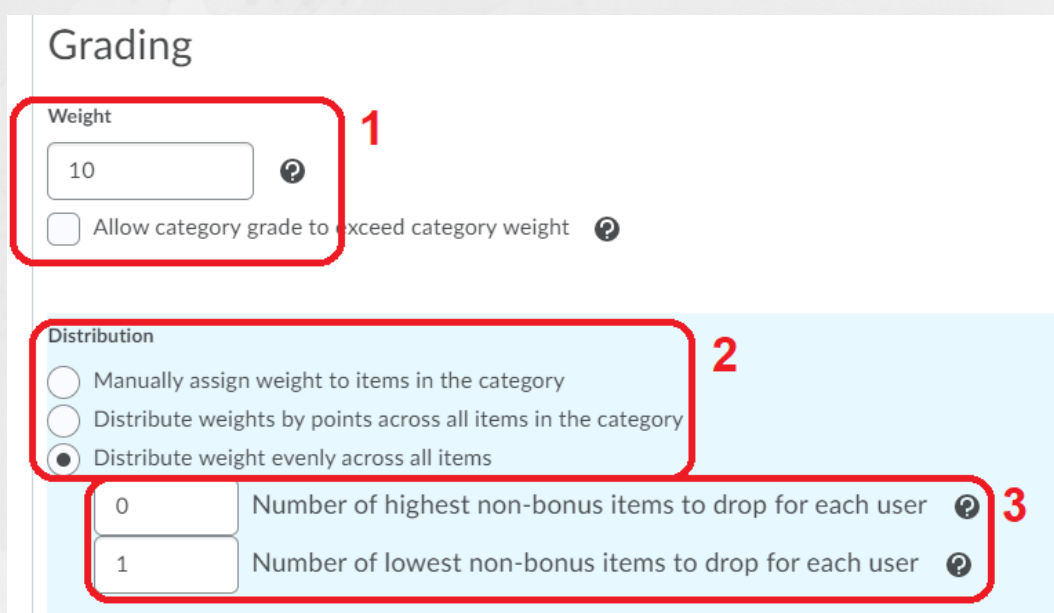 Grading
Weight
1
10
Allow category grade to exceed category weight
Distribution
2
Manually assign weight to items in the category
Distribute weights by points across all items in the category
Distribute weight evenly across all items
0 Number of highest non-bonus items to drop for each user
3
1 Number of lowest non-bonus items to drop for each user